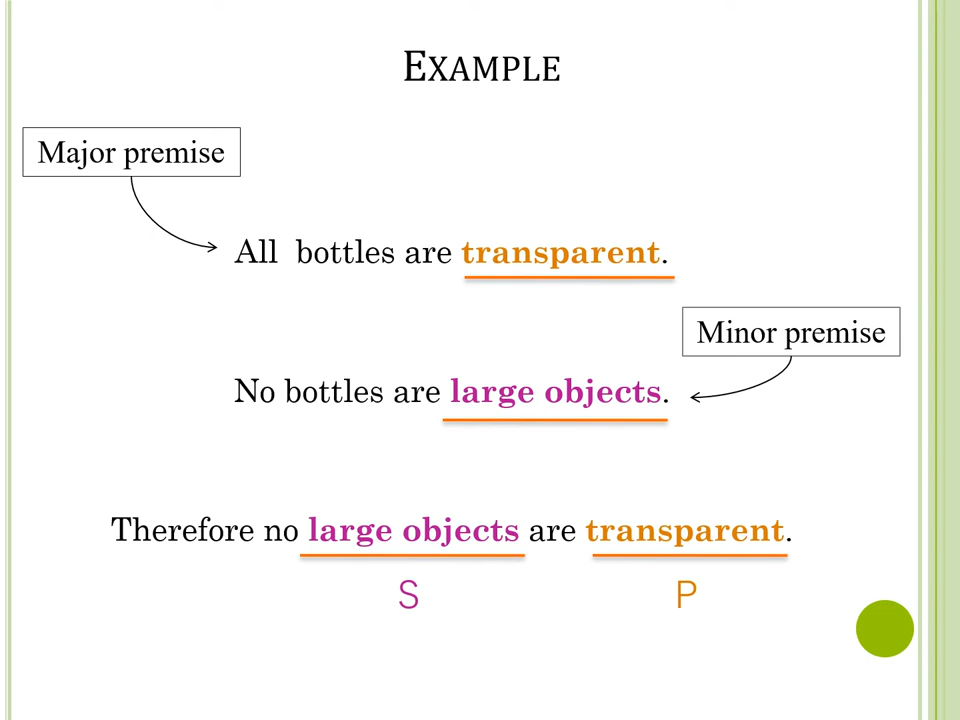 EXAMPLE
Major premise
All bottles are transparent.
Minor premise
No bottles are large objects.
Therefore no large objects are transparent.
S P